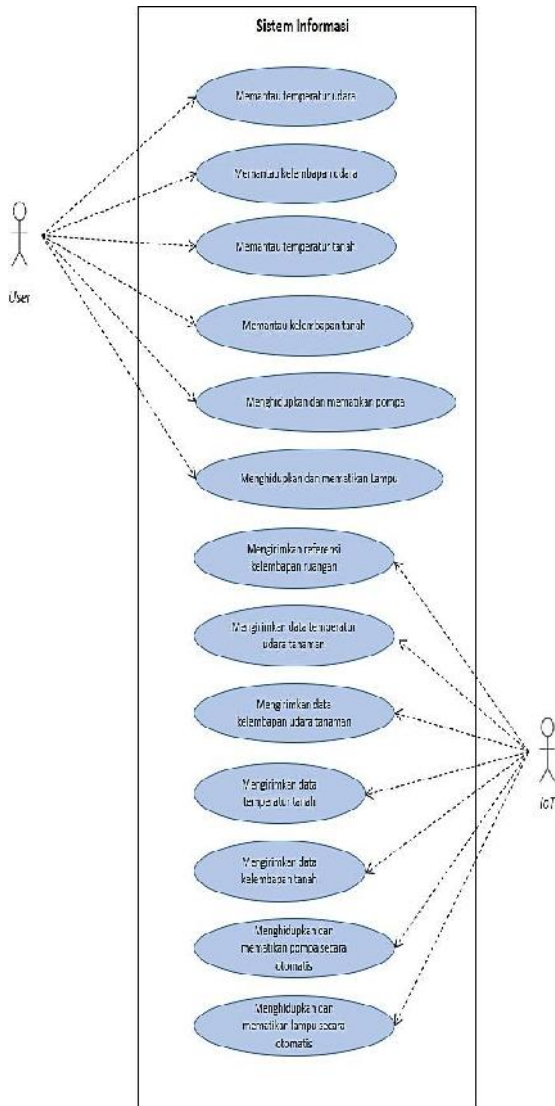 Sistem Informasi
Memantau temperatur udara
Memantau kelembapan udara
Memantau temperatur tanah
User
Memantau kelembapan tanah
Menghidupkan dan mematikan pompa
Menghidupkan dan mematikan Lampu
Mengirimkan referensi
kelembapan ruangan
Mengirimkan data temperatur
udara tanaman
Mengirimkan data
kelembapan udara tanaman
IoT
Mengirimkan data
temperatur tanah
Mengirimkan data
kelembapan tanah
Menghidupkan dan
mematikan pompa secara
otomatis
Menghidupkan dan
mematikan lampu secara
otomatis